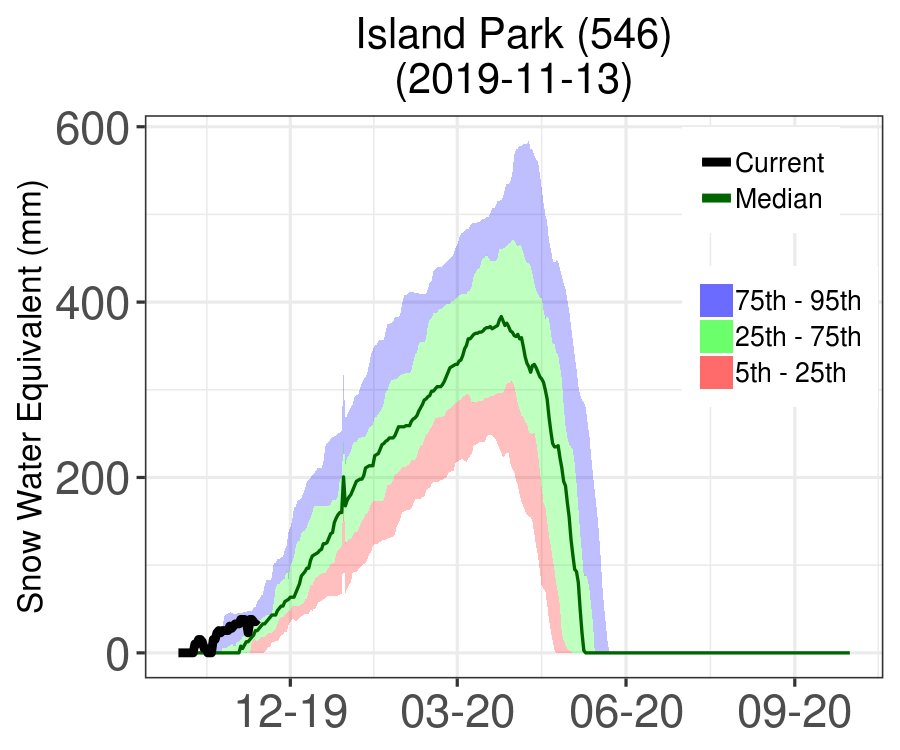 Island Park (546)
(2019-11-13)
Snow Water Equivalent (mm)
600
400
200
0
Current
Median
75th - 95th
25th - 75th
5th - 25th
12-19
03-20
06-20
09-20